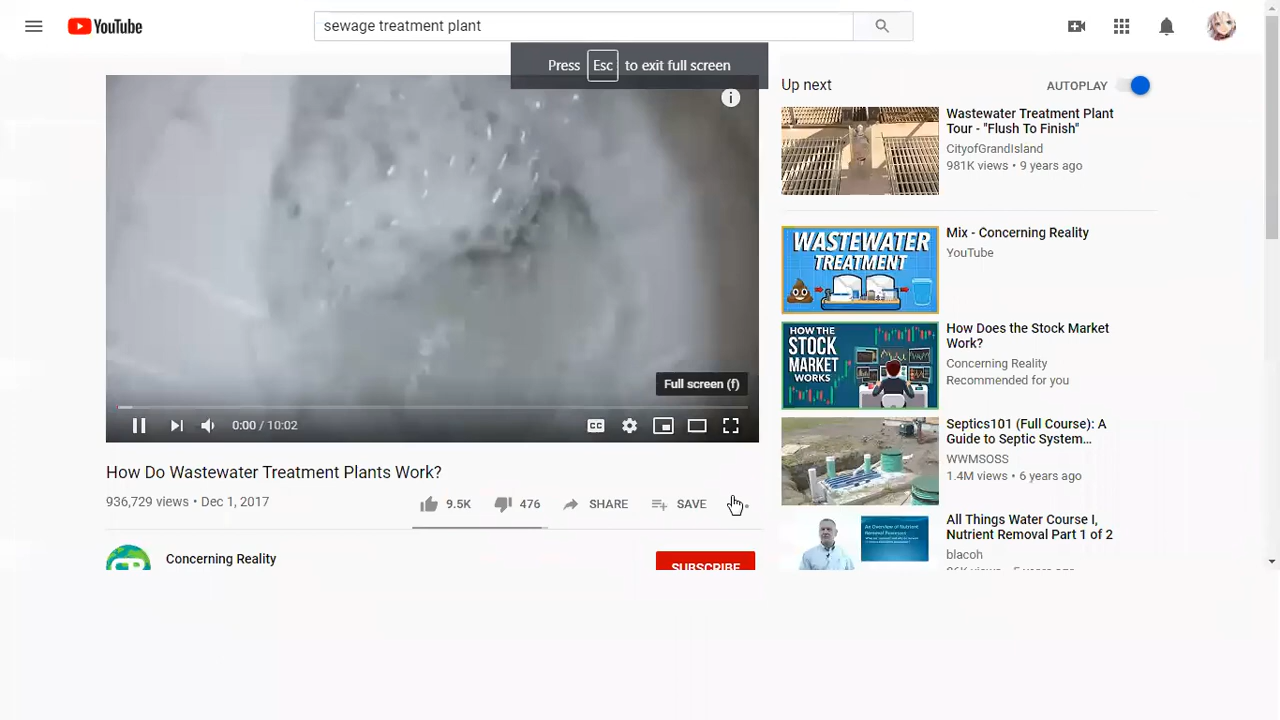 YouTube
sewage treatment plant
Press Esc to exit full screen
i
Full screen (f)
CC
0:00 / 10:02
How Do Wastewater Treatment Plants Work?
936,729 views • Dec 1, 2017
9.5K
476
SHARE
SAVE
Concerning Reality
SUBSCRIBE
Up next
AUTOPLAY
Wastewater Treatment Plant
Tour - "Flush To Finish"
CityofGrandIsland
981K views • 9 years ago
WASTEWATER
TREATMENT
Mix - Concerning Reality
YouTube
HOW THE
STOCK
MARKET
WORKS
How Does the Stock Market
Work?
Concerning Reality
Recommended for you
Septics101 (Full Course): A
Guide to Septic System...
WWMSOSS
1.4M views • 6 years ago
All Things Water Course I,
Nutrient Removal Part 1 of 2
blacoh